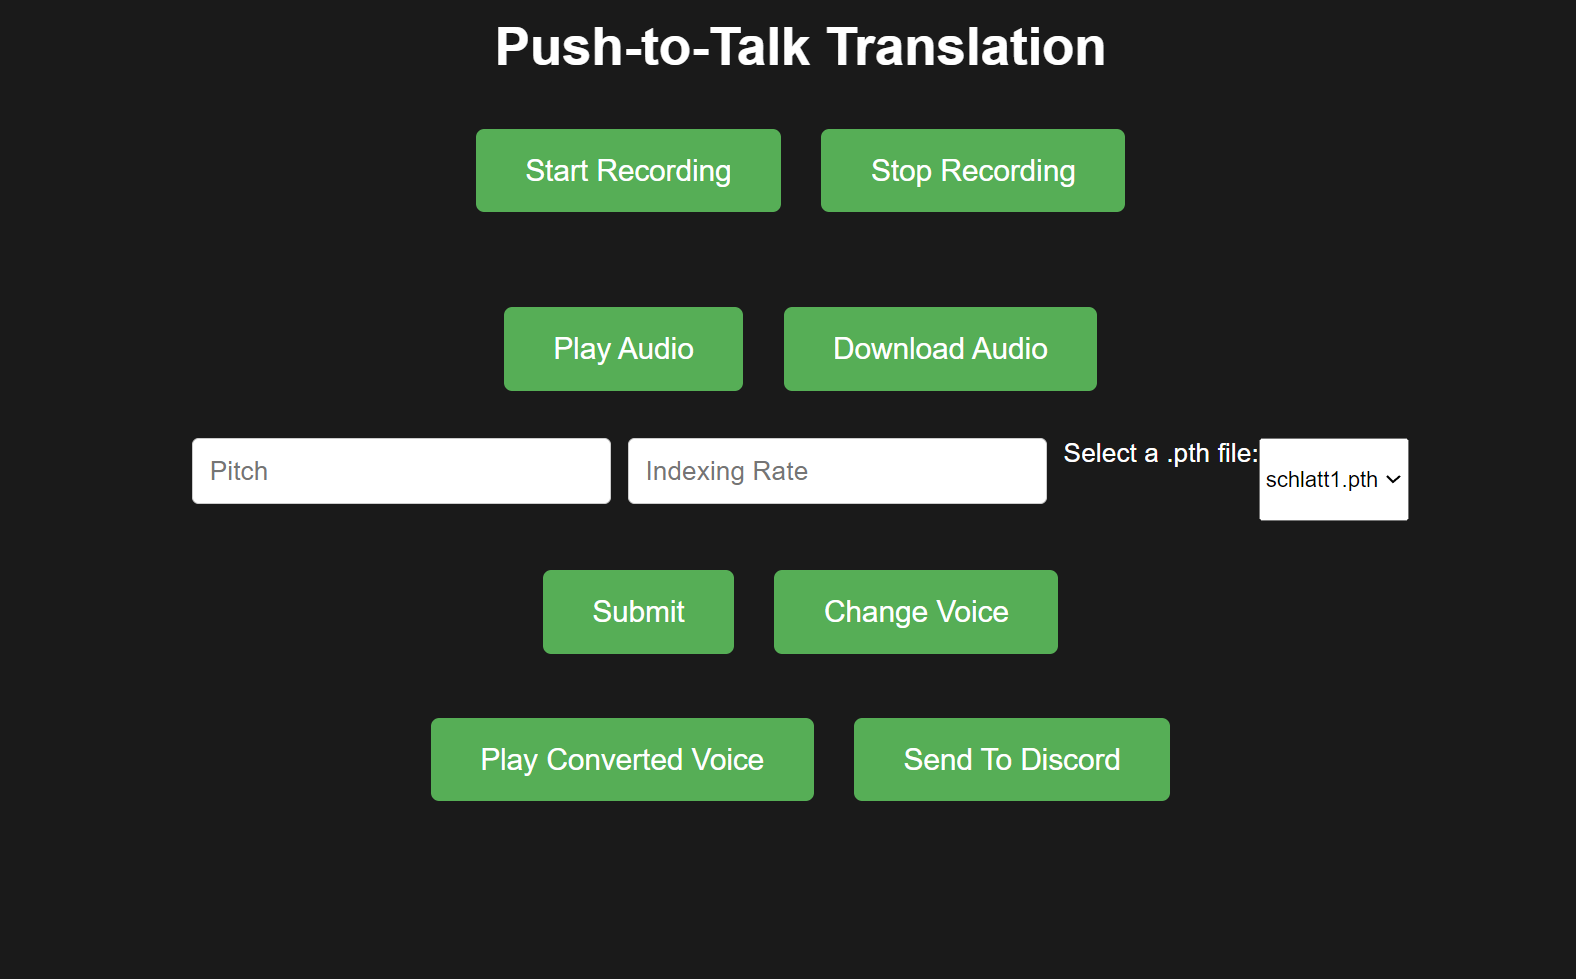 Push-to-Talk Translation
Start Recording
Stop Recording
Play Audio
Download Audio
Pitch
Indexing Rate
Select a .pth file:
schlatt1.pth
Submit
Change Voice
Play Converted Voice
Send To Discord